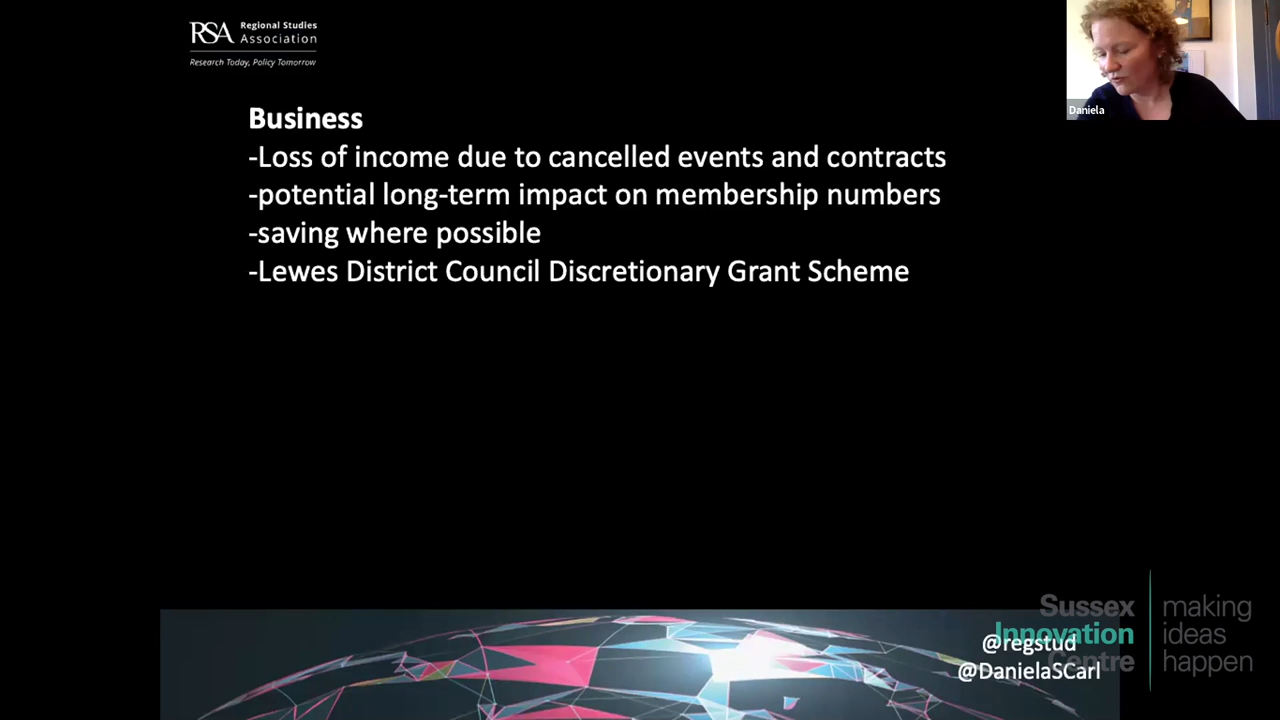 RSA Regional Studies
Association
Research Today, Policy Tomorrow
Daniela
Business
-Loss of income due to cancelled events and contracts
-potential long-term impact on membership numbers
-saving where possible
-Lewes District Council Discretionary Grant Scheme
@regstud
@DanielaSCarl
Sussex
Innovation
Centre
making
ideas
happen